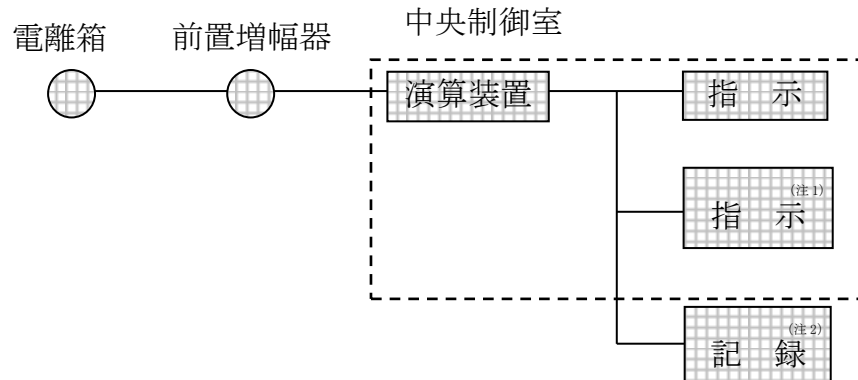 電離箱
前置増幅器
中央制御室
演算装置
指 示
指 示 (注1)
記 録 (注2)